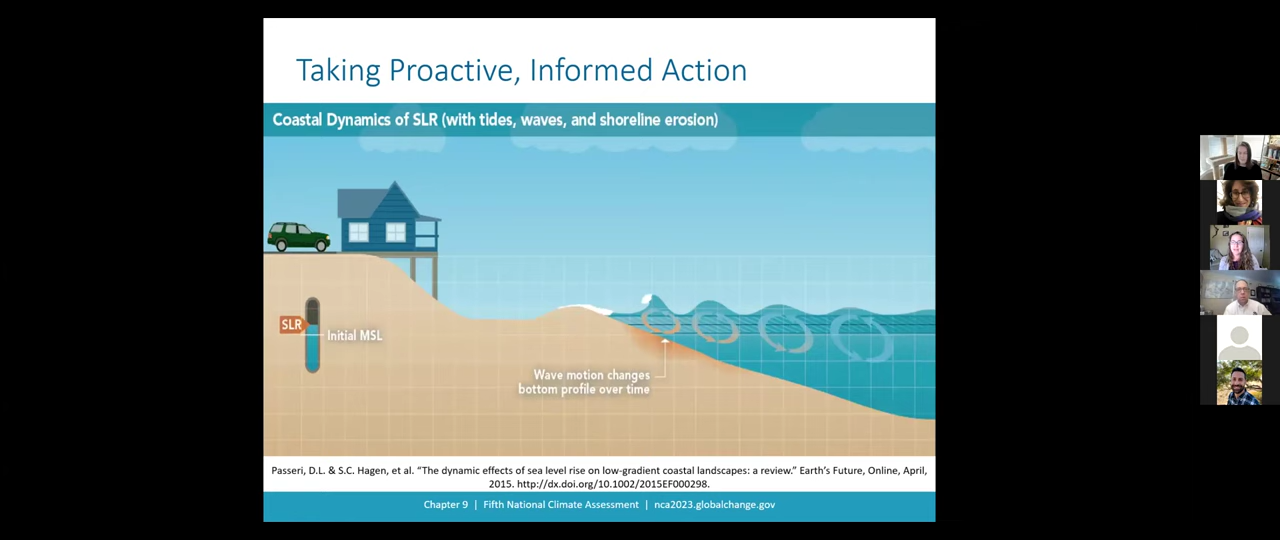 Taking Proactive, Informed Action
Coastal Dynamics of SLR (with tides, waves, and shoreline erosion)
SLR
Initial MSL
Wave motion changes
bottom profile over time
Passeri, D.L. & S.C. Hagen, et al. “The dynamic effects of sea level rise on low-gradient coastal landscapes: a review.” Earth’s Future, Online, April,
2015. http://dx.doi.org/10.1002/2015EF000298.
Chapter 9 | Fifth National Climate Assessment | nca2023.globalchange.gov